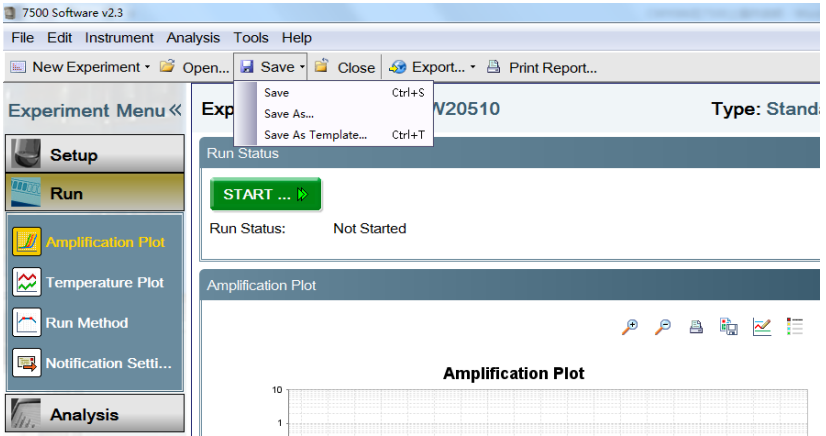 7500 Software v2.3
File Edit Instrument Analysis Tools Help
New Experiment Open... Save Close Export... Print Report...
Save Ctrl+S
Save As...
Save As Template... Ctrl+T
Experiment Menu «
Exp W20510 Type: Standa
Setup
Run
Amplification Plot
Temperature Plot
Run Method
Notification Setti...
Analysis
Run Status
START ...
Run Status: Not Started
Amplification Plot
Amplification Plot
10
1